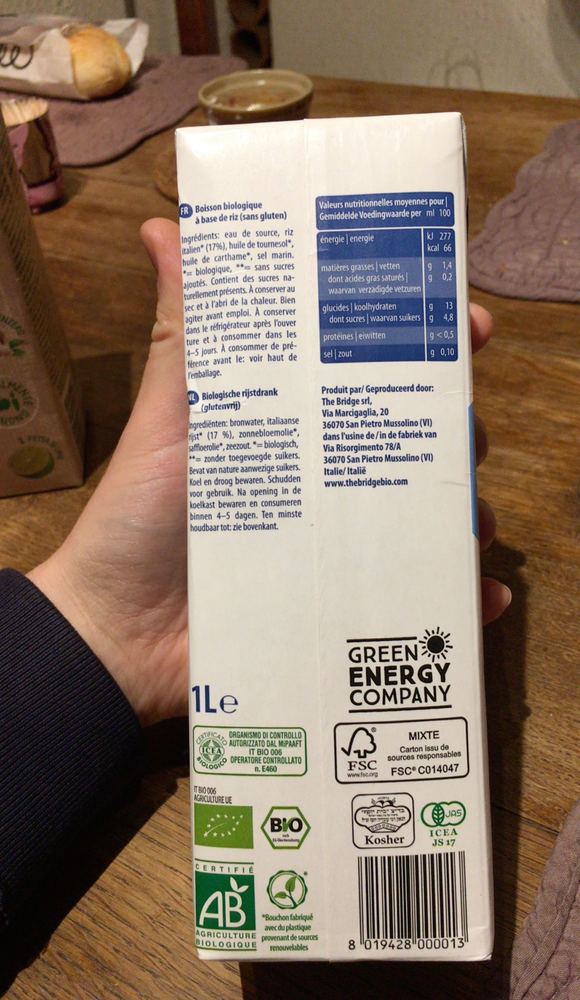 FR Boisson biologique
à base de riz (sans gluten)
Ingrédients: eau de source, riz
italien* (17%), huile de tournesol*,
huile de carthame*, sel marin.
*= biologique, **= sans sucres
ajoutés. Contient des sucres na-
turellement présents. À conserver au
sec et à l'abri de la chaleur. Bien
agiter avant emploi. À conserver
dans le réfrigérateur après l'ouver
ture et à consommer dans les
4–5 jours. À consommer de pré-
férence avant le: voir haut de
l'emballage.
NL Biologische rijstdrank
(glutenvrij)
Ingrediënten: bronwater, italiaanse
rijst* (17 %), zonnebloemolie*,
saffloerolie*, zeezout. *= biologisch,
**= zonder toegevoegde suikers.
Bevat van nature aanwezige suikers.
Koel en droog bewaren. Schudden
voor gebruik. Na opening in de
koelkast bewaren en consumeren
binnen 4–5 dagen. Ten minste
houdbaar tot: zie bovenkant.
Valeurs nutritionnelles moyennes pour |
Gemiddelde Voedingwaarde per ml 100
énergie | energie kJ 277
kcal 66
matières grasses | vetten g 1,4
dont acides gras saturés | g 0,2
waarvan verzadigde vetzuren
glucides | koolhydraten g 13
dont sucres | waarvan suikers g 4,8
protéines | eiwitten g < 0,5
sel | zout g 0,10
Produit par/ Geproduceerd door:
The Bridge srl,
Via Marcigaglia, 20
36070 San Pietro Mussolino (VI)
dans l'usine de / in de fabriek van
Via Risorgimento 78/A
36070 San Pietro Mussolino (VI)
Italie/ Italië
www.thebridgebio.com
GREEN
ENERGY
COMPANY
1L e
CERTIFICATO
ICEA
BIOLOGICO
ORGANISMO DI CONTROLLO
AUTORIZZATO DAL MiPAAFT
IT BIO 006
OPERATORE CONTROLLATO
n. E460
FSC
www.fsc.org
MIXTE
Carton issu de
sources responsables
FSC® C014047
IT BIO 006
AGRICULTURE UE
BIO
nach
EG-Öko-Verordnung
Kosher
JAS
ICEA
JS 17
CERTIFIÉ
AB
AGRICULTURE
BIOLOGIQUE
*Bouchon fabriqué
avec du plastique
provenant de sources
renouvelables
8 019428 000013